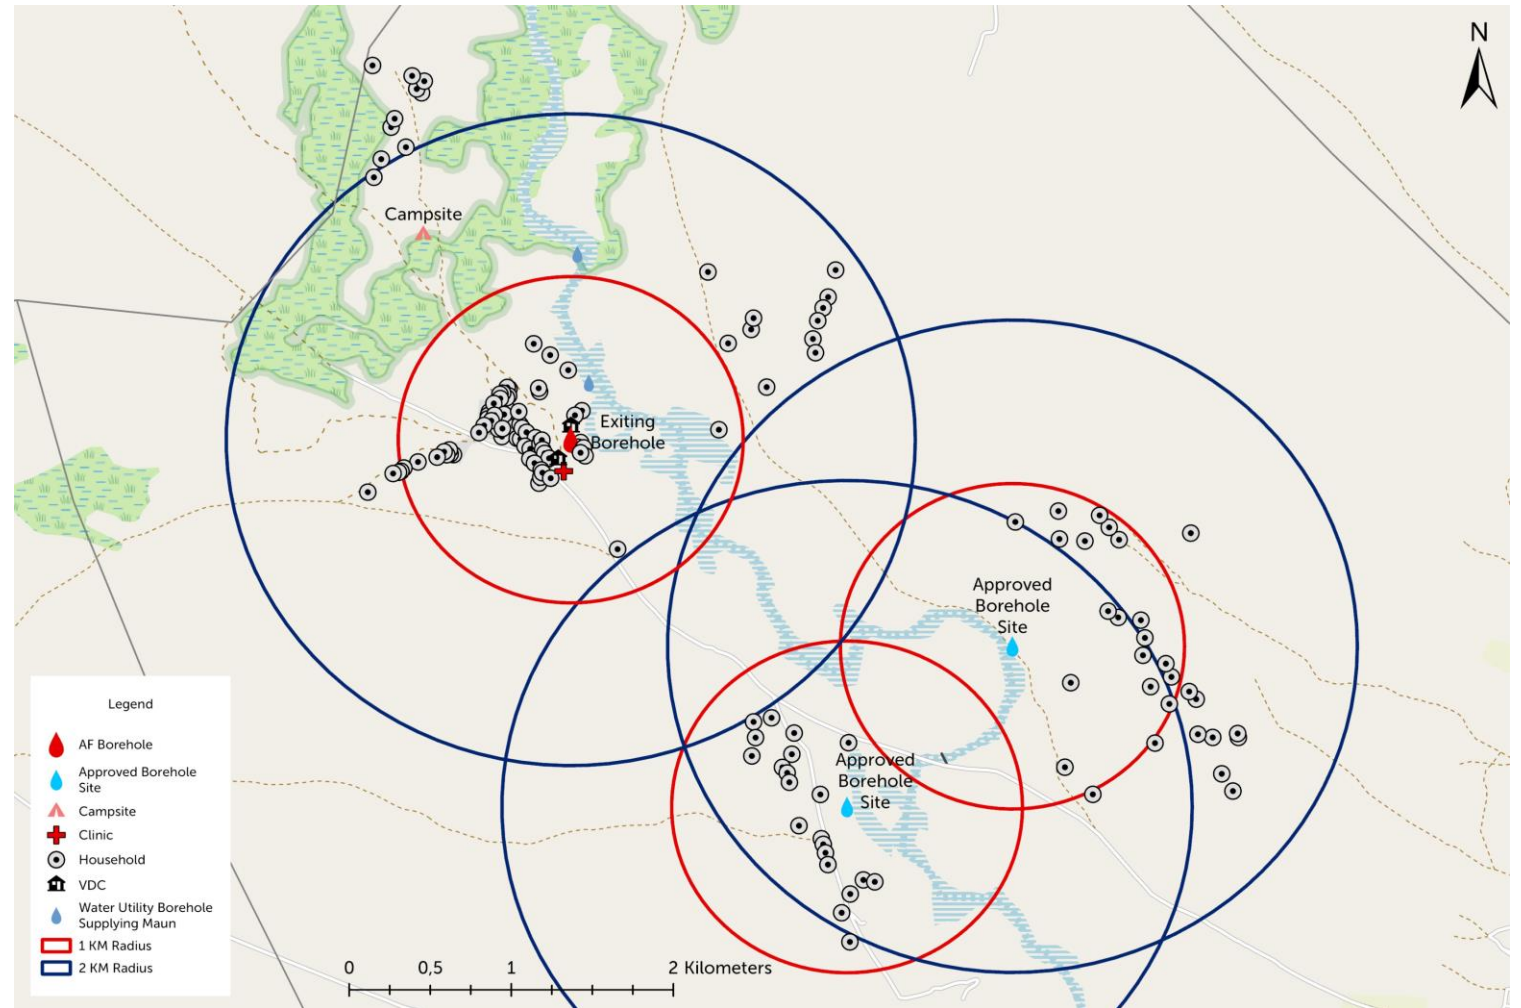 N
Campsite
Exiting
Borehole
Approved
Borehole
Site
Approved
Borehole
Site
Legend
AF Borehole
Approved Borehole
Site
Campsite
Clinic
Household
VDC
Water Utility Borehole
Supplying Maun
1 KM Radius
2 KM Radius
0 0,5 1 2 Kilometers